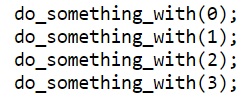 do_something_with(0);
do_something_with(1);
do_something_with(2);
do_something_with(3);